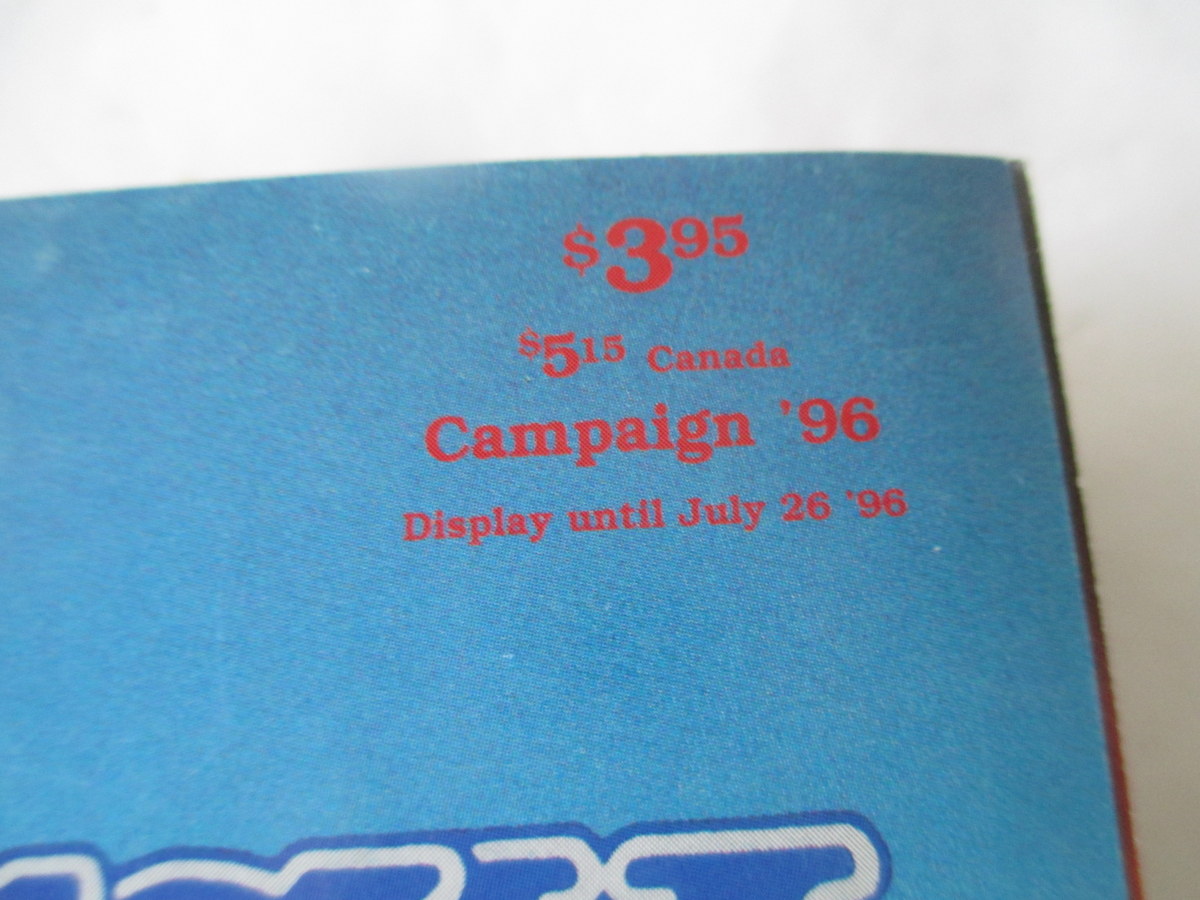 $3 95
$5 15 Canada
Campaign '96
Display until July 26 '96